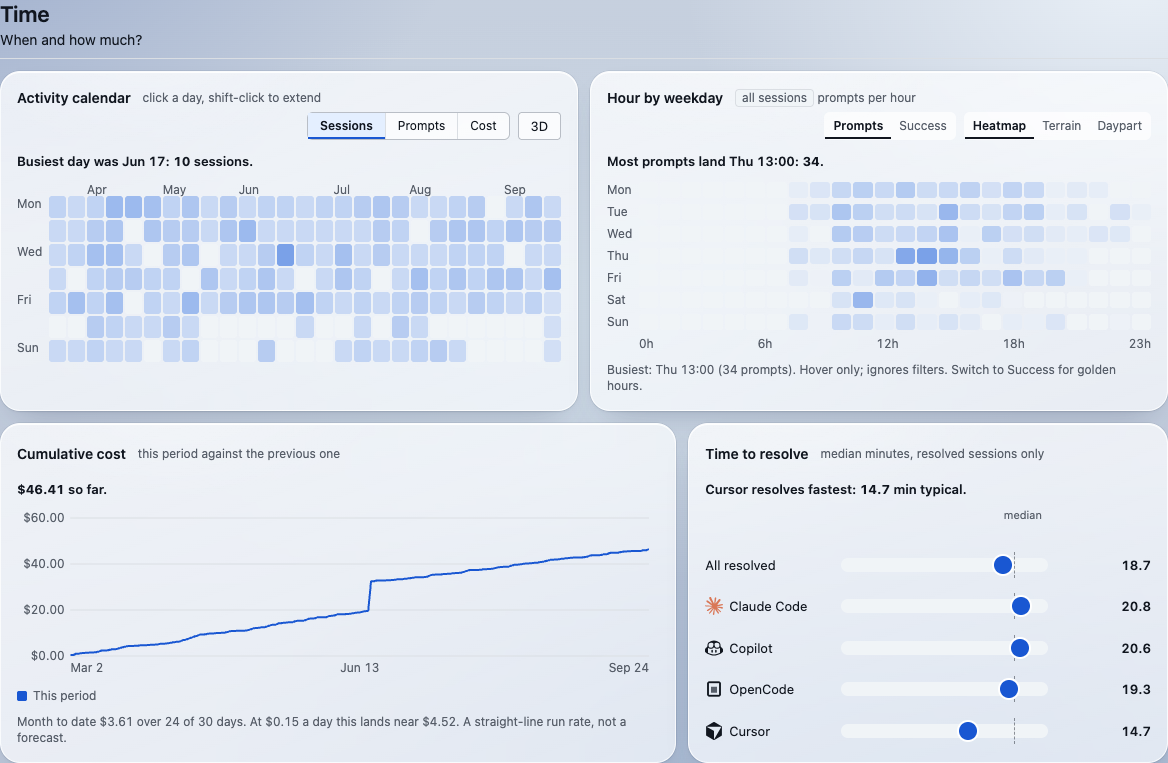 Time
When and how much?
Activity calendar click a day, shift-click to extend
Sessions Prompts Cost 3D
Busiest day was Jun 17: 10 sessions.
Apr May Jun Jul Aug Sep
Mon
Wed
Fri
Sun
Hour by weekday all sessions prompts per hour
Prompts Success Heatmap Terrain Daypart
Most prompts land Thu 13:00: 34.
Mon
Tue
Wed
Thu
Fri
Sat
Sun
0h 6h 12h 18h 23h
Busiest: Thu 13:00 (34 prompts). Hover only; ignores filters. Switch to Success for golden
hours.
Cumulative cost this period against the previous one
$46.41 so far.
$60.00
$40.00
$20.00
$0.00
Mar 2 Jun 13 Sep 24
This period
Month to date $3.61 over 24 of 30 days. At $0.15 a day this lands near $4.52. A straight-line run rate, not a
forecast.
Time to resolve median minutes, resolved sessions only
Cursor resolves fastest: 14.7 min typical.
median
All resolved 18.7
Claude Code 20.8
Copilot 20.6
OpenCode 19.3
Cursor 14.7